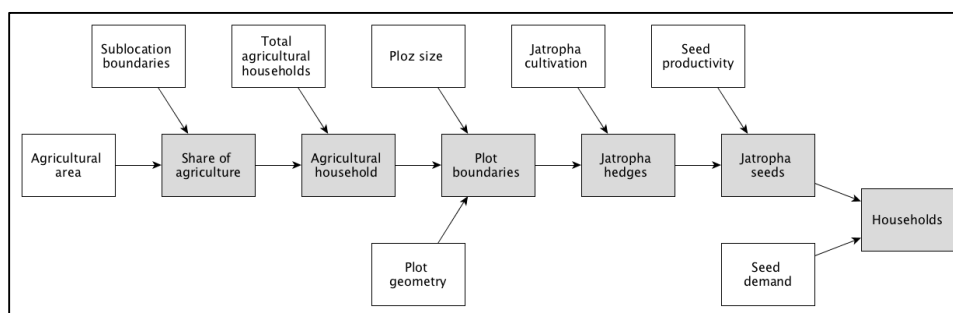 Sublocation
boundaries
Total
agricultural
households
Ploz size
Jatropha
cultivation
Seed
productivity
Agricultural
area
Share of
agriculture
Agricultural
household
Plot
boundaries
Jatropha
hedges
Jatropha
seeds
Households
Plot
geometry
Seed
demand